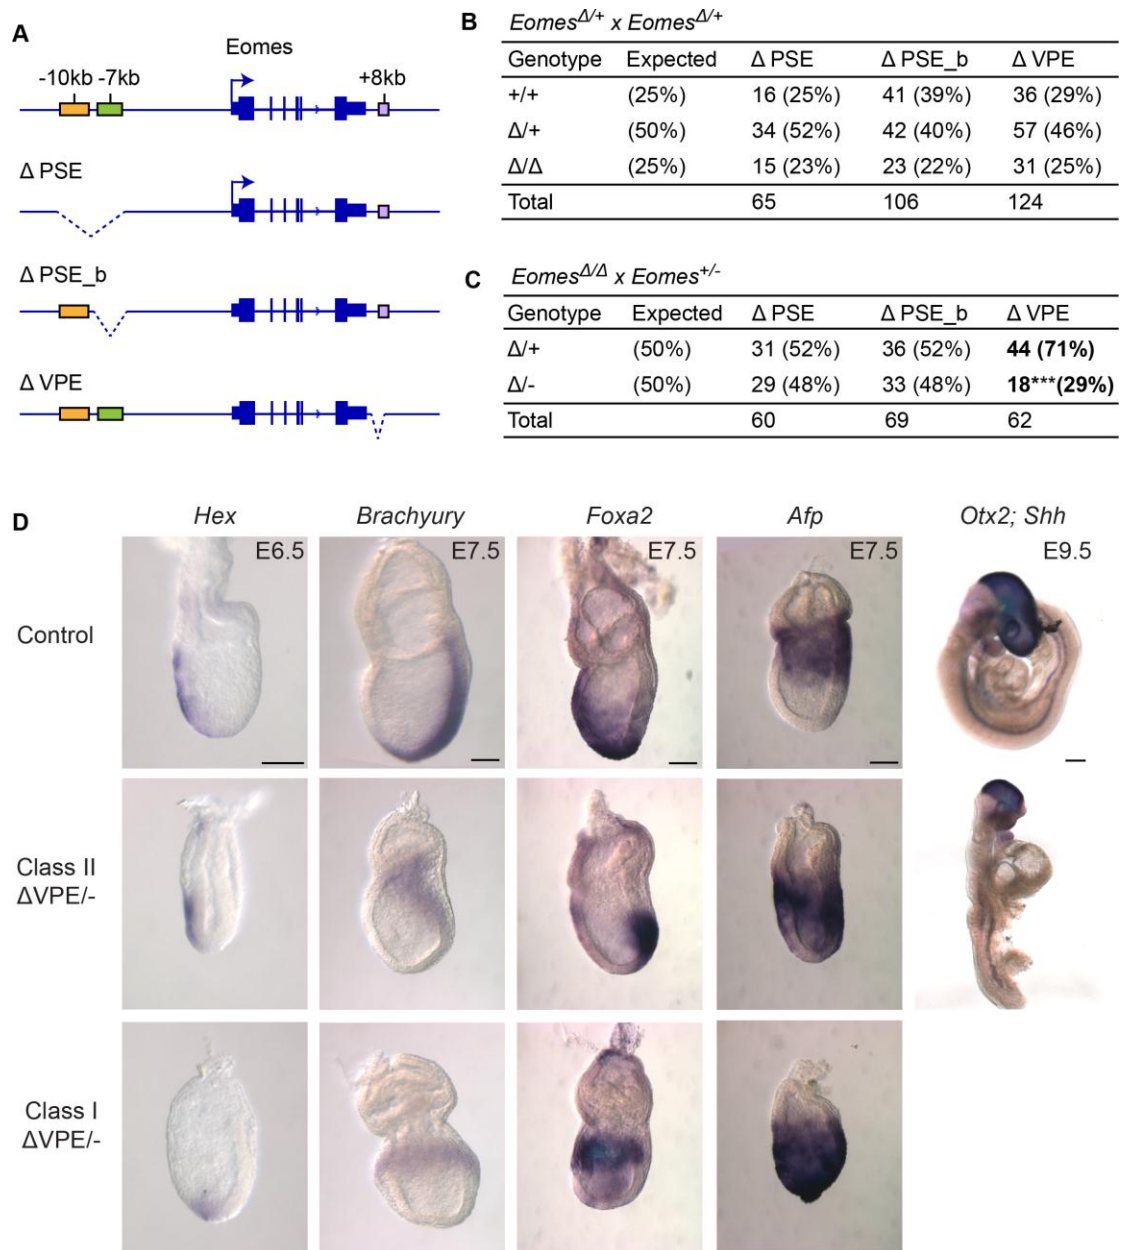 A
Eomes
-10kb -7kb +8kb
Δ PSE
Δ PSE_b
Δ VPE
B Eomes^Δ/+ x Eomes^Δ/+
Genotype Expected Δ PSE Δ PSE_b Δ VPE
+/+ (25%) 16 (25%) 41 (39%) 36 (29%)
Δ/+ (50%) 34 (52%) 42 (40%) 57 (46%)
Δ/Δ (25%) 15 (23%) 23 (22%) 31 (25%)
Total 65 106 124
C Eomes^Δ/Δ x Eomes^+/-
Genotype Expected Δ PSE Δ PSE_b Δ VPE
Δ/+ (50%) 31 (52%) 36 (52%) 44 (71%)
Δ/- (50%) 29 (48%) 33 (48%) 18***(29%)
Total 60 69 62
D Hex Brachyury Foxa2 Afp Otx2; Shh
E6.5 E7.5 E7.5 E7.5 E9.5
Control
Class II
ΔVPE/-
Class I
ΔVPE/-